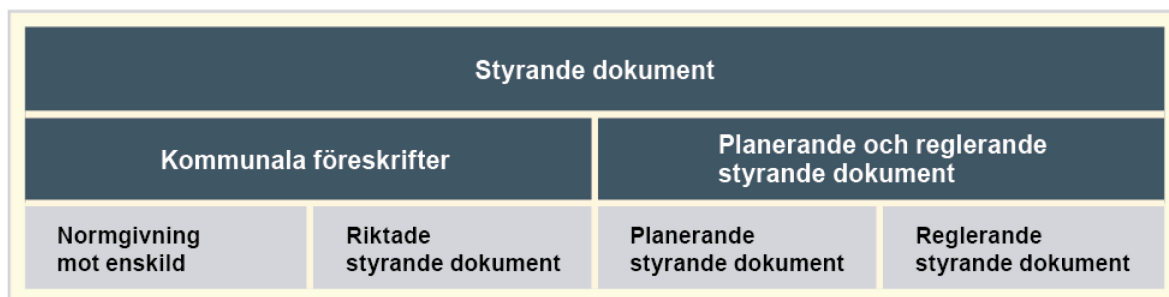 Styrande dokument
Kommunala föreskrifter
Planerande och reglerande
styrande dokument
Normgivning
mot enskild
Riktade
styrande dokument
Planerande
styrande dokument
Reglerande
styrande dokument